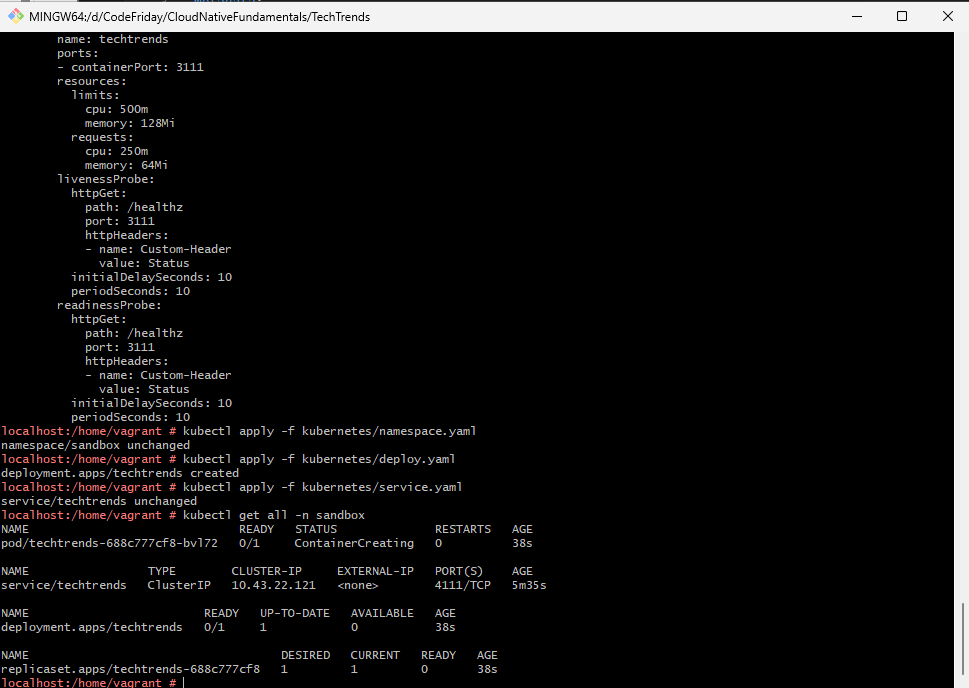 MINGW64:/d/CodeFriday/CloudNativeFundamentals/TechTrends
        name: techtrends
        ports:
        - containerPort: 3111
        resources:
          limits:
            cpu: 500m
            memory: 128Mi
          requests:
            cpu: 250m
            memory: 64Mi
        livenessProbe:
          httpGet:
            path: /healthz
            port: 3111
            httpHeaders:
            - name: Custom-Header
              value: Status
          initialDelaySeconds: 10
          periodSeconds: 10
        readinessProbe:
          httpGet:
            path: /healthz
            port: 3111
            httpHeaders:
            - name: Custom-Header
              value: Status
          initialDelaySeconds: 10
          periodSeconds: 10
localhost:/home/vagrant # kubectl apply -f kubernetes/namespace.yaml
namespace/sandbox unchanged
localhost:/home/vagrant # kubectl apply -f kubernetes/deploy.yaml
deployment.apps/techtrends created
localhost:/home/vagrant # kubectl apply -f kubernetes/service.yaml
service/techtrends unchanged
localhost:/home/vagrant # kubectl get all -n sandbox
NAME                              READY   STATUS              RESTARTS   AGE
pod/techtrends-688c777cf8-bvl72   0/1     ContainerCreating   0          38s

NAME                 TYPE        CLUSTER-IP     EXTERNAL-IP   PORT(S)    AGE
service/techtrends   ClusterIP   10.43.22.121   <none>        4111/TCP   5m35s

NAME                         READY   UP-TO-DATE   AVAILABLE   AGE
deployment.apps/techtrends   0/1     1            0           38s

NAME                                    DESIRED   CURRENT   READY   AGE
replicaset.apps/techtrends-688c777cf8   1         1         0       38s
localhost:/home/vagrant #